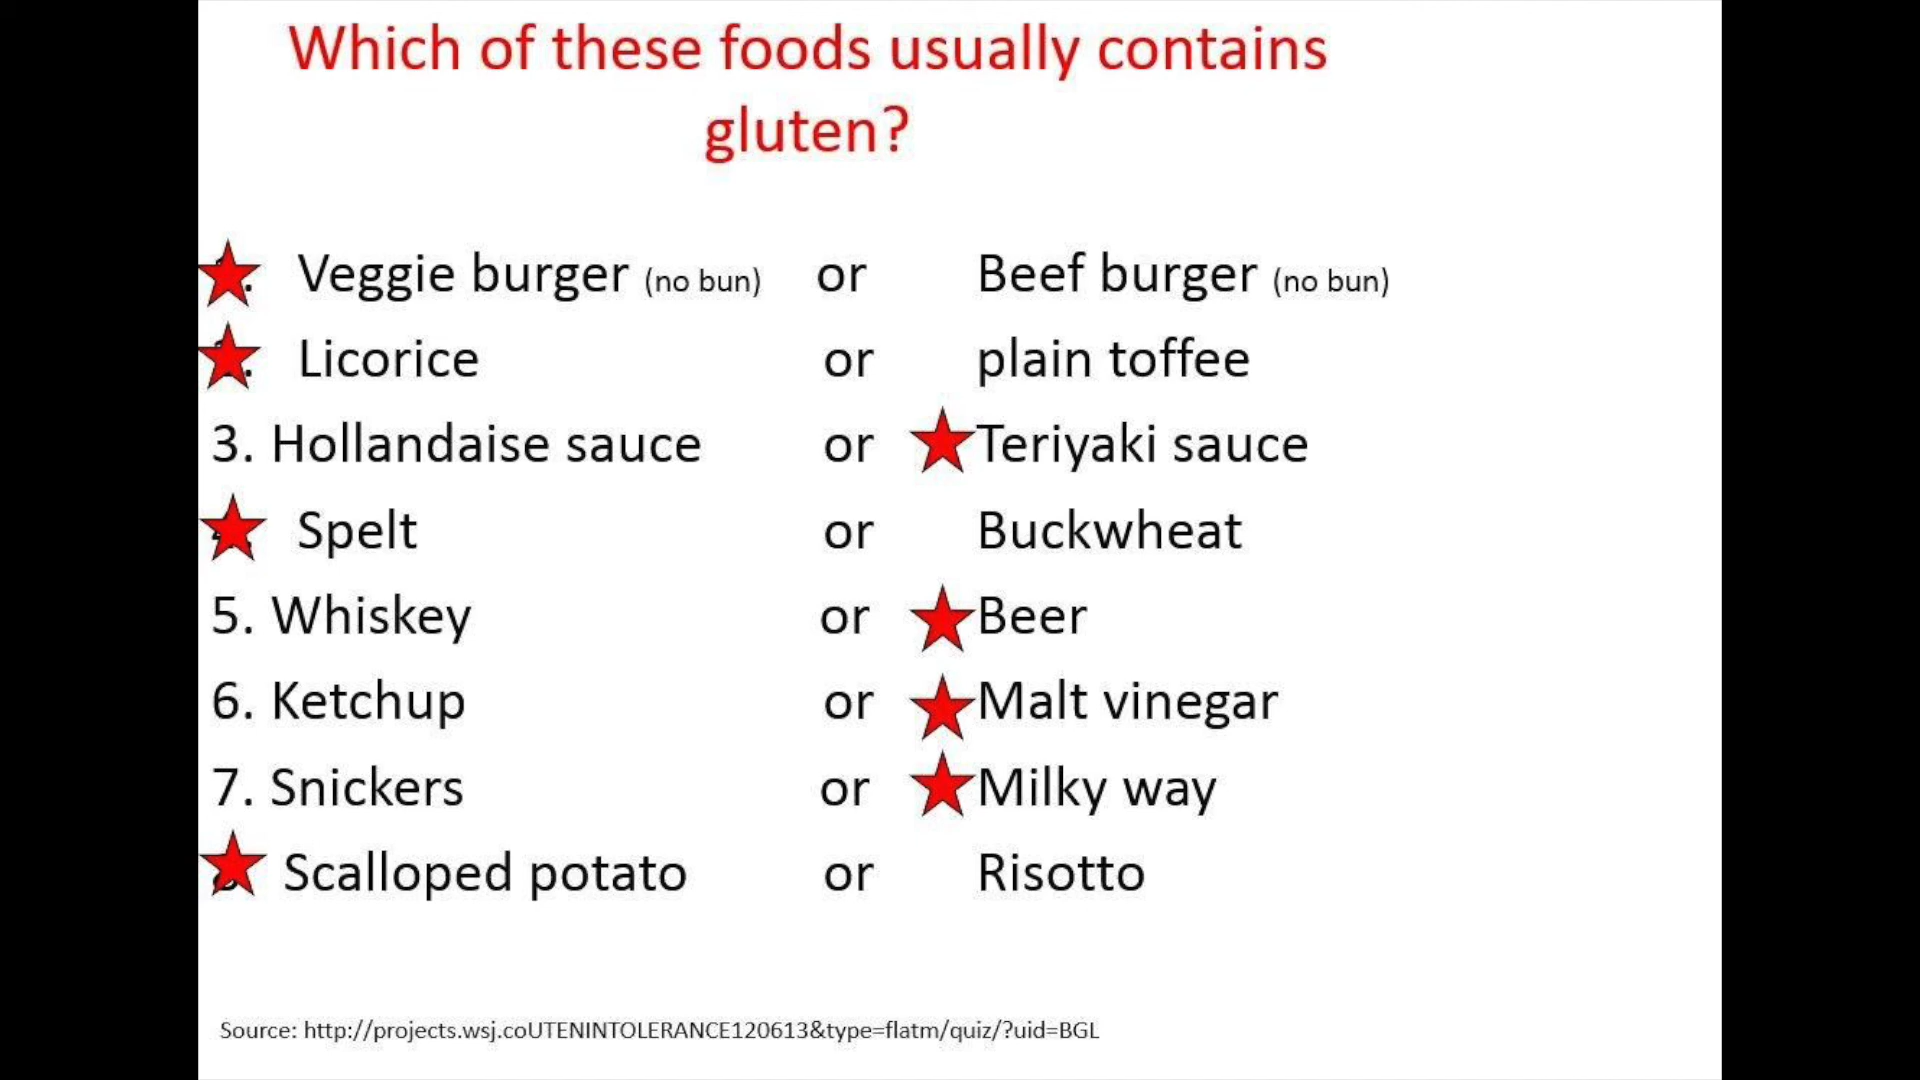 Which of these foods usually contains
gluten?
Veggie burger (no bun) or Beef burger (no bun)
Licorice or plain toffee
3. Hollandaise sauce or Teriyaki sauce
Spelt or Buckwheat
5. Whiskey or Beer
6. Ketchup or Malt vinegar
7. Snickers or Milky way
Scalloped potato or Risotto
Source: http://projects.wsj.coUTENINTOLERANCE120613&type=flatm/quiz/?uid=BGL